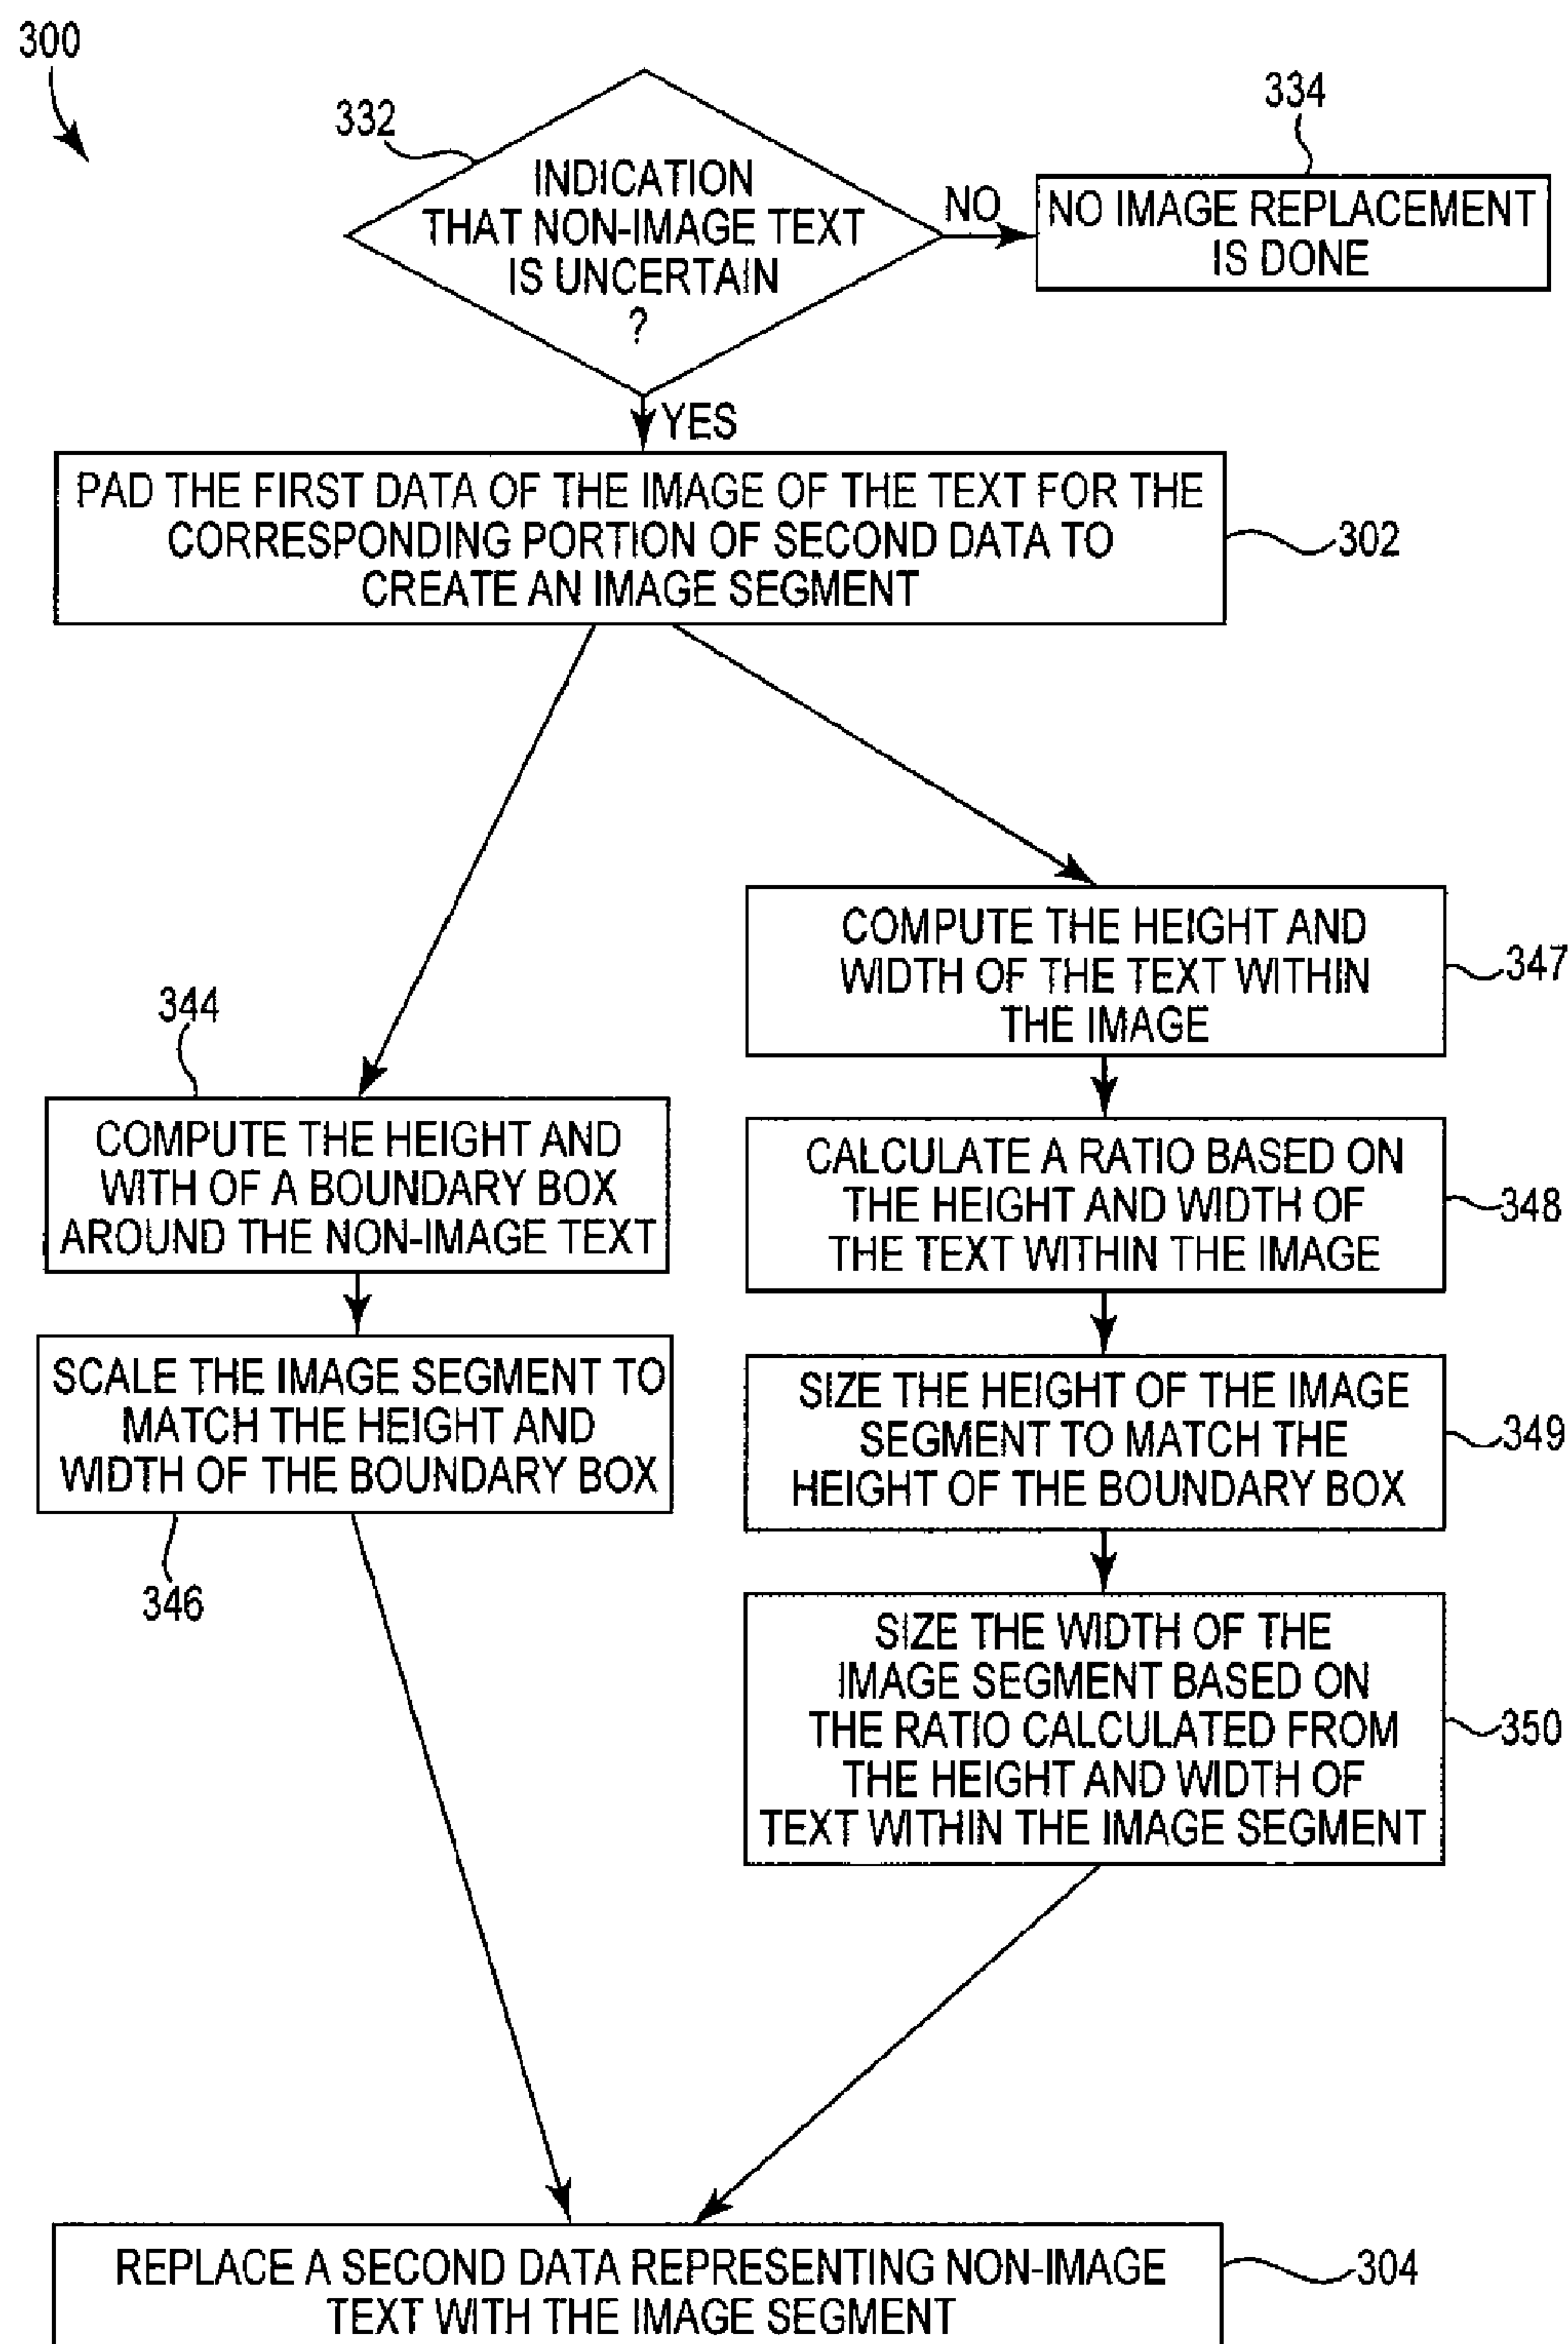 300
332
INDICATION
THAT NON-IMAGE TEXT
IS UNCERTAIN
?
NO
334
NO IMAGE REPLACEMENT
IS DONE
YES
PAD THE FIRST DATA OF THE IMAGE OF THE TEXT FOR THE
CORRESPONDING PORTION OF SECOND DATA TO
CREATE AN IMAGE SEGMENT
302
344
COMPUTE THE HEIGHT AND
WITH OF A BOUNDARY BOX
AROUND THE NON-IMAGE TEXT
SCALE THE IMAGE SEGMENT TO
MATCH THE HEIGHT AND
WIDTH OF THE BOUNDARY BOX
346
COMPUTE THE HEIGHT AND
WIDTH OF THE TEXT WITHIN
THE IMAGE
347
CALCULATE A RATIO BASED ON
THE HEIGHT AND WIDTH OF
THE TEXT WITHIN THE IMAGE
348
SIZE THE HEIGHT OF THE IMAGE
SEGMENT TO MATCH THE
HEIGHT OF THE BOUNDARY BOX
349
SIZE THE WIDTH OF THE
IMAGE SEGMENT BASED ON
THE RATIO CALCULATED FROM
THE HEIGHT AND WIDTH OF
TEXT WITHIN THE IMAGE SEGMENT
350
REPLACE A SECOND DATA REPRESENTING NON-IMAGE
TEXT WITH THE IMAGE SEGMENT
304